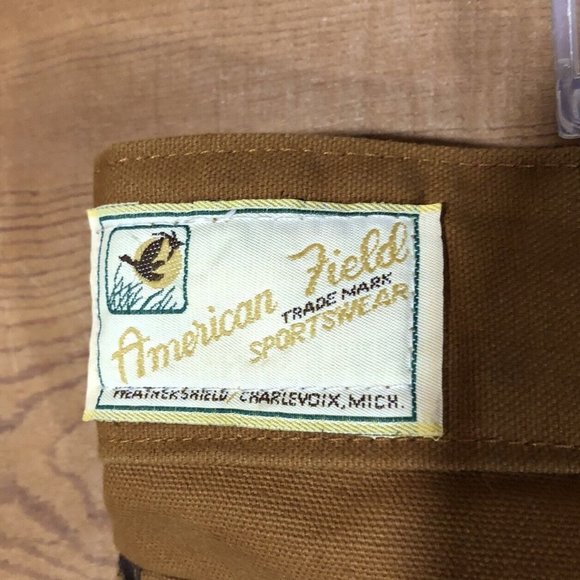 American Field
TRADE MARK
SPORTSWEAR
WEATHERSHIELD/CHARLEVOIX, MICH.